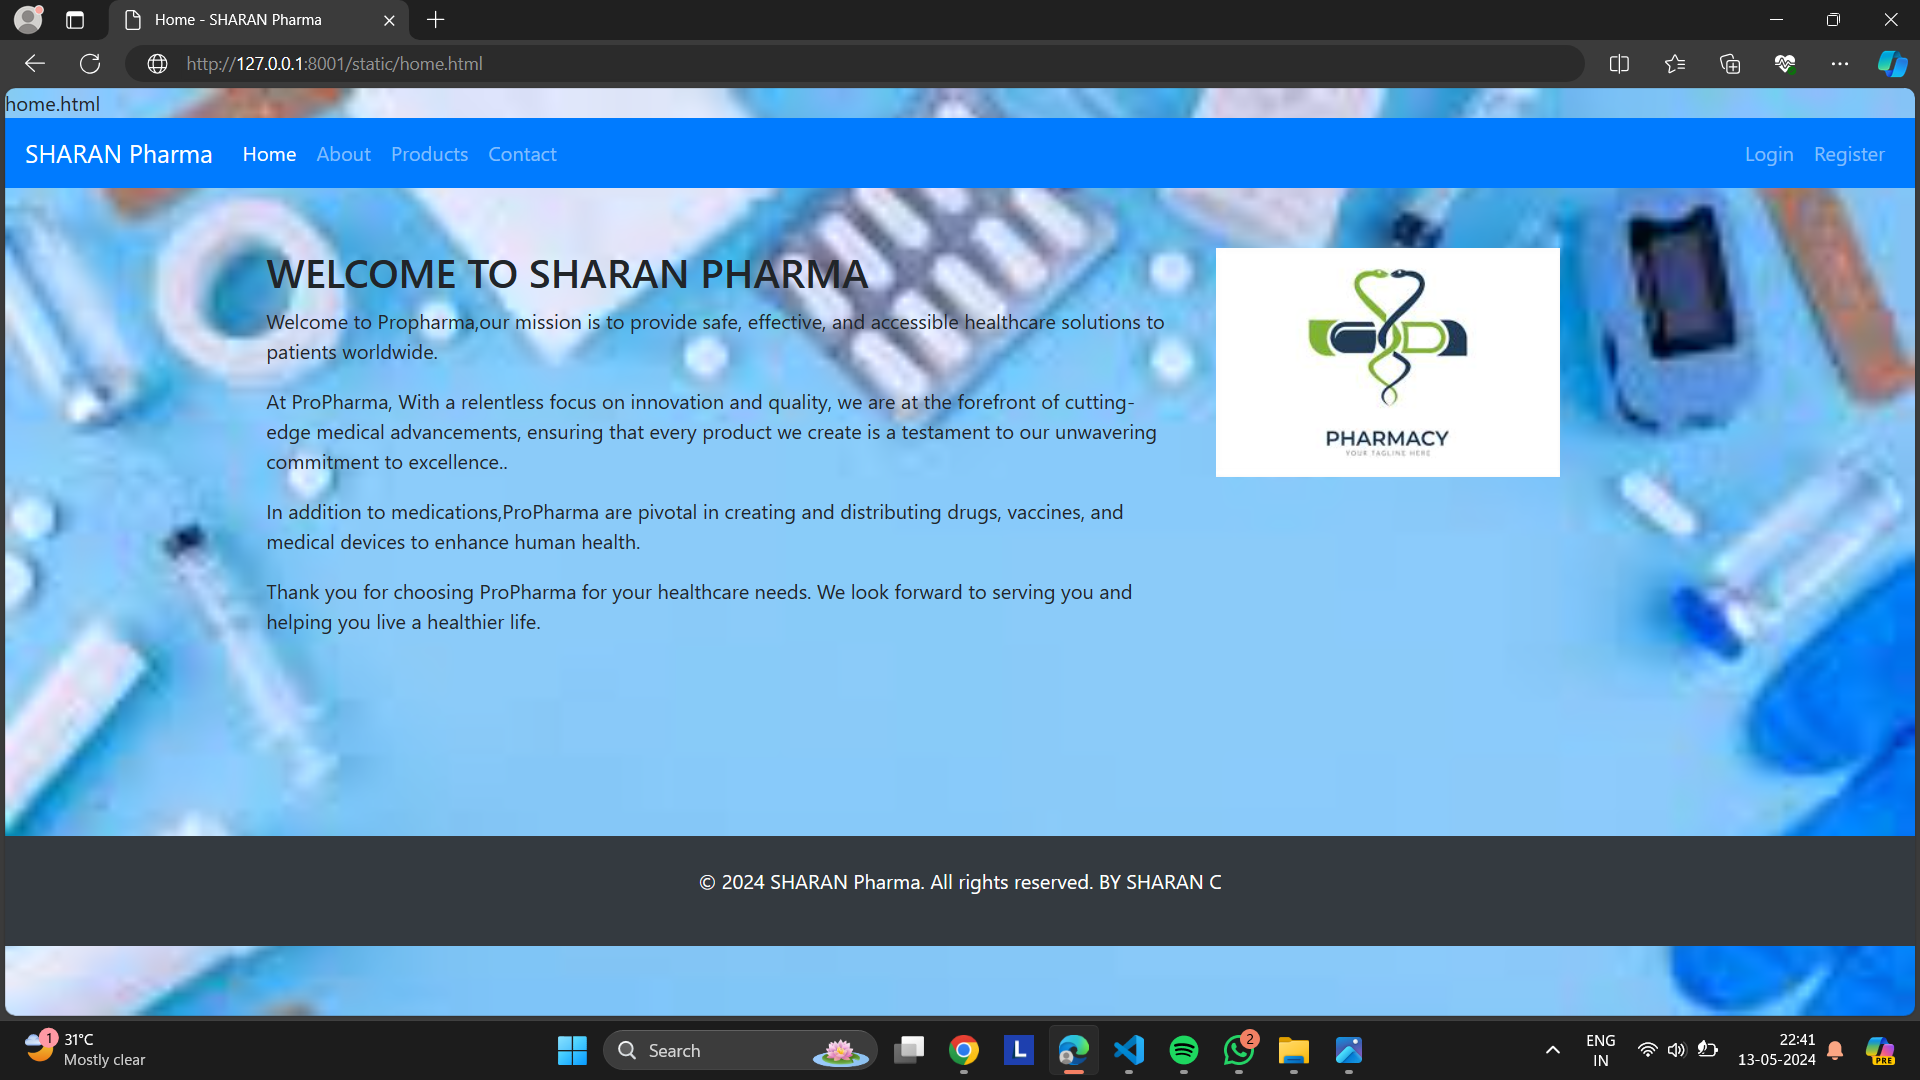 Home - SHARAN Pharma
http://127.0.0.1:8001/static/home.html
home.html
SHARAN Pharma Home About Products Contact Login Register
WELCOME TO SHARAN PHARMA
Welcome to Propharma,our mission is to provide safe, effective, and accessible healthcare solutions to
patients worldwide.
At ProPharma, With a relentless focus on innovation and quality, we are at the forefront of cutting-
edge medical advancements, ensuring that every product we create is a testament to our unwavering
commitment to excellence..
In addition to medications,ProPharma are pivotal in creating and distributing drugs, vaccines, and
medical devices to enhance human health.
Thank you for choosing ProPharma for your healthcare needs. We look forward to serving you and
helping you live a healthier life.
PHARMACY
YOUR TAGLINE HERE
© 2024 SHARAN Pharma. All rights reserved. BY SHARAN C
1
31°C
Mostly clear
Search
L
2
ENG
IN
22:41
13-05-2024
PRE